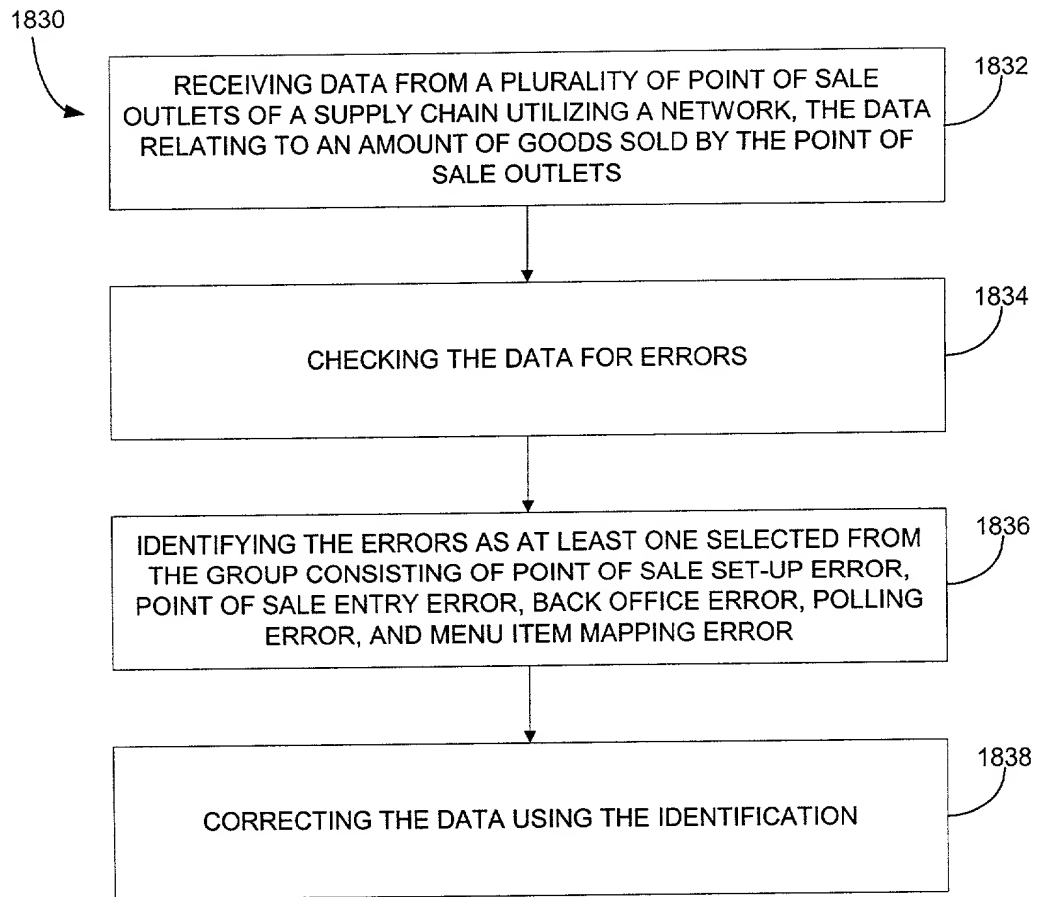 1830
RECEIVING DATA FROM A PLURALITY OF POINT OF SALE
OUTLETS OF A SUPPLY CHAIN UTILIZING A NETWORK, THE DATA
RELATING TO AN AMOUNT OF GOODS SOLD BY THE POINT OF
SALE OUTLETS
1832
CHECKING THE DATA FOR ERRORS
1834
IDENTIFYING THE ERRORS AS AT LEAST ONE SELECTED FROM
THE GROUP CONSISTING OF POINT OF SALE SET-UP ERROR,
POINT OF SALE ENTRY ERROR, BACK OFFICE ERROR, POLLING
ERROR, AND MENU ITEM MAPPING ERROR
1836
CORRECTING THE DATA USING THE IDENTIFICATION
1838